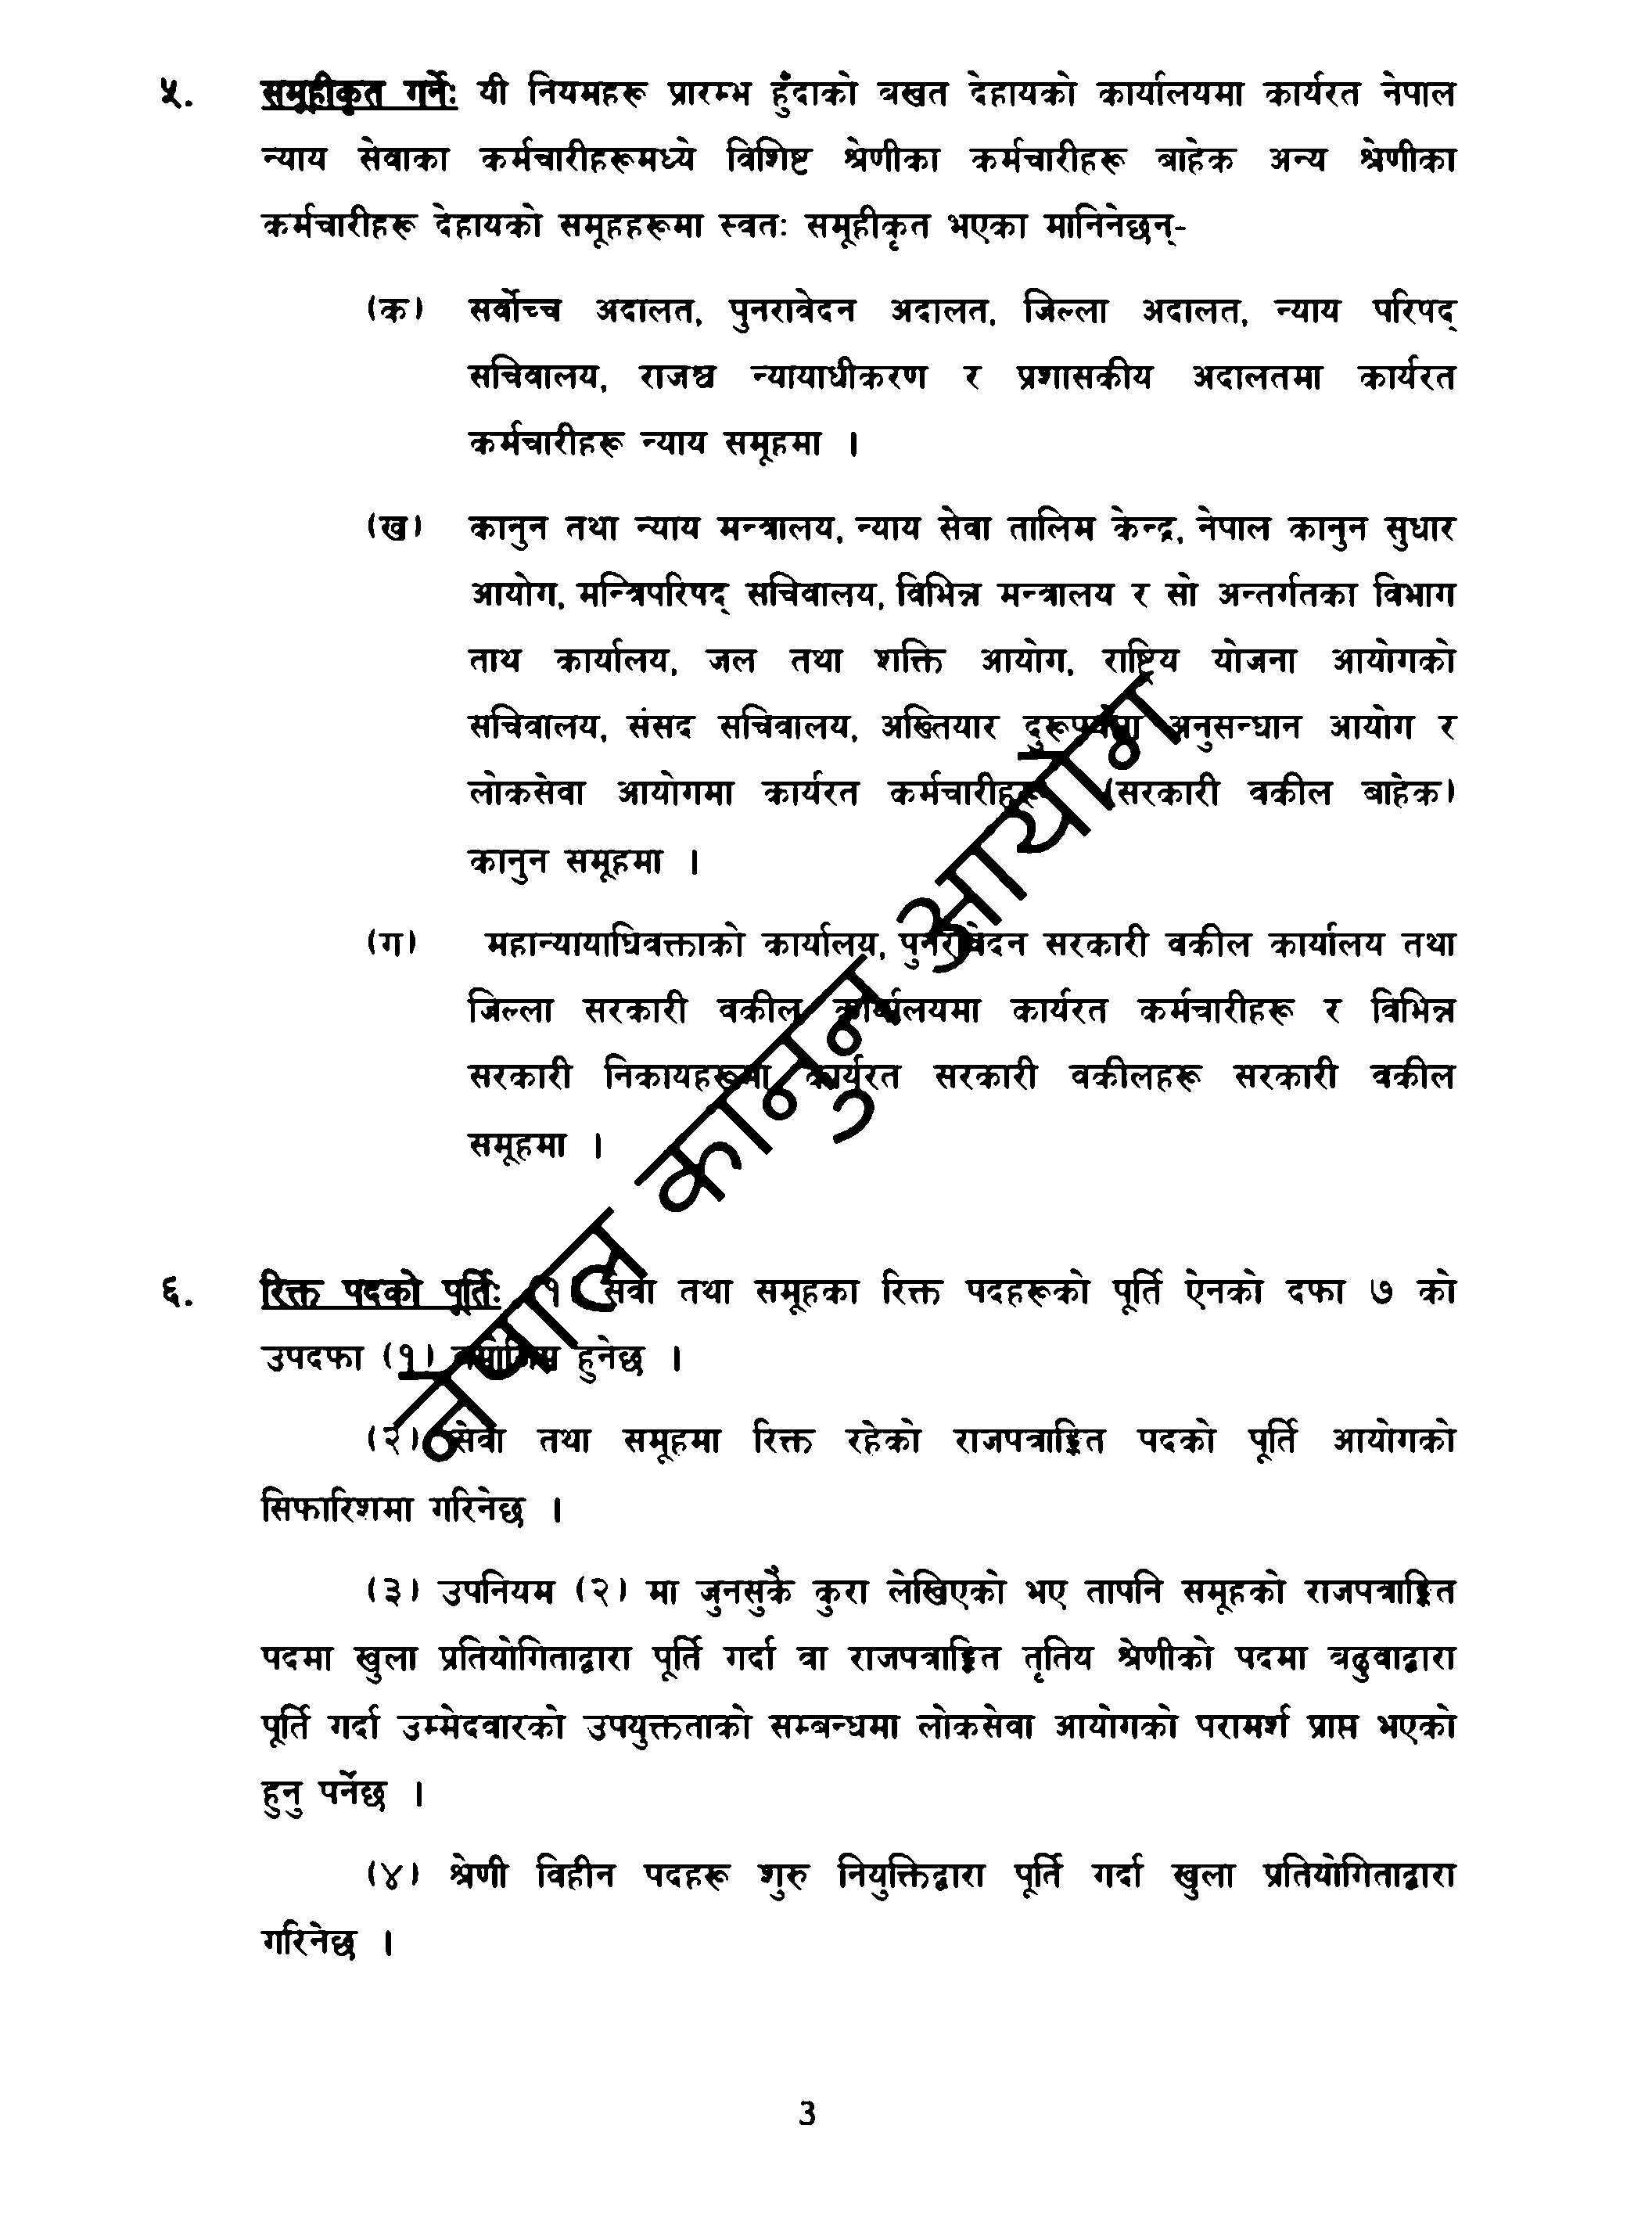 ५. समूहीकृत गर्नेः यी नियमहरू प्रारम्भ हुंदाको बखत देहायको कार्यालयमा कार्यरत नेपाल
न्याय सेवाका कर्मचारीहरूमध्ये विशिष्ट श्रेणीका कर्मचारीहरू बाहेक अन्य श्रेणीका
कर्मचारीहरू देहायको समूहहरूमा स्वतः समूहीकृत भएका मानिनेछन्-
(क) सर्वोच्च अदालत, पुनरावेदन अदालत, जिल्ला अदालत, न्याय परिषद्
सचिवालय, राजश्व न्यायाधीकरण र प्रशासकीय अदालतमा कार्यरत
कर्मचारीहरू न्याय समूहमा ।
(ख) कानुन तथा न्याय मन्त्रालय, न्याय सेवा तालिम केन्द्र, नेपाल कानुन सुधार
आयोग, मन्त्रिपरिषद् सचिवालय, विभिन्न मन्त्रालय र सो अन्तर्गतका विभाग
ताथ कार्यालय, जल तथा शक्ति आयोग, राष्ट्रिय योजना आयोगको
सचिवालय, संसद सचिवालय, अख्तियार दुरूपयोग अनुसन्धान आयोग र
लोकसेवा आयोगमा कार्यरत कर्मचारीहरू (सरकारी वकील बाहेक)
कानुन समूहमा ।
(ग) महान्यायाधिवक्ताको कार्यालय, पुनरावेदन सरकारी वकील कार्यालय तथा
जिल्ला सरकारी वकील कार्यालयमा कार्यरत कर्मचारीहरू र विभिन्न
सरकारी निकायहरूमा कार्यरत सरकारी वकीलहरू सरकारी वकील
समूहमा ।
नेपाल कानुन आयोग
६. रिक्त पदको पूर्तिः (१) सेवा तथा समूहका रिक्त पदहरूको पूर्ति ऐनको दफा ७ को
उपदफा (१) बमोजिम हुनेछ ।
(२) सेवा तथा समूहमा रिक्त रहेको राजपत्राङ्कित पदको पूर्ति आयोगको
सिफारिशमा गरिनेछ ।
(३) उपनियम (२) मा जुनसुकै कुरा लेखिएको भए तापनि समूहको राजपत्राङ्कित
पदमा खुला प्रतियोगिताद्वारा पूर्ति गर्दा वा राजपत्राङ्कित तृतिय श्रेणीको पदमा बढुवाद्वारा
पूर्ति गर्दा उम्मेदवारको उपयुक्तताको सम्बन्धमा लोकसेवा आयोगको परामर्श प्राप्त भएको
हुनु पर्नेछ ।
(४) श्रेणी विहीन पदहरू शुरु नियुक्तिद्वारा पूर्ति गर्दा खुला प्रतियोगिताद्वारा
गरिनेछ ।
3